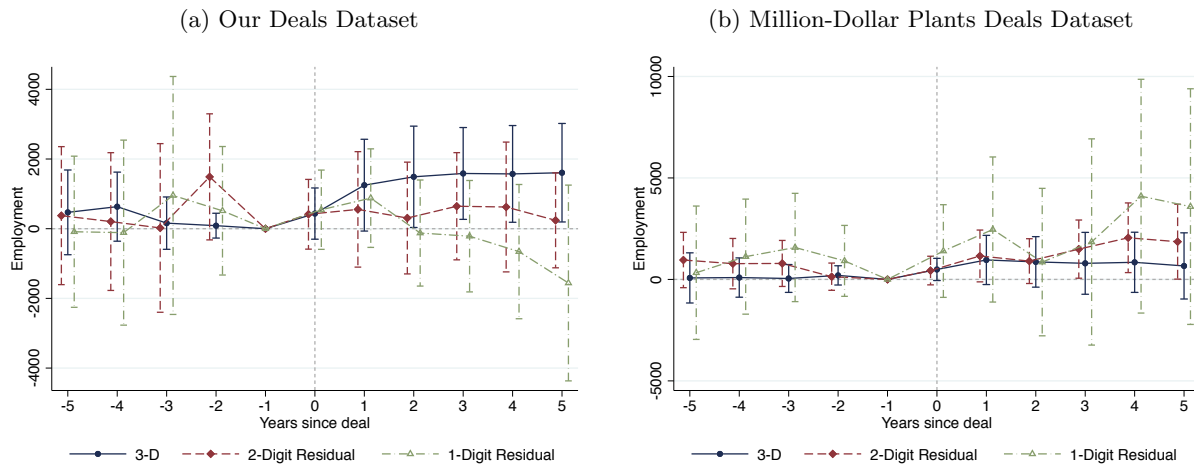 (a) Our Deals Dataset
Employment
4000
2000
0
-2000
-4000
-5 -4 -3 -2 -1 0 1 2 3 4 5
Years since deal
3-D 2-Digit Residual 1-Digit Residual
(b) Million-Dollar Plants Deals Dataset
Employment
10000
5000
0
-5000
-5 -4 -3 -2 -1 0 1 2 3 4 5
Years since deal
3-D 2-Digit Residual 1-Digit Residual